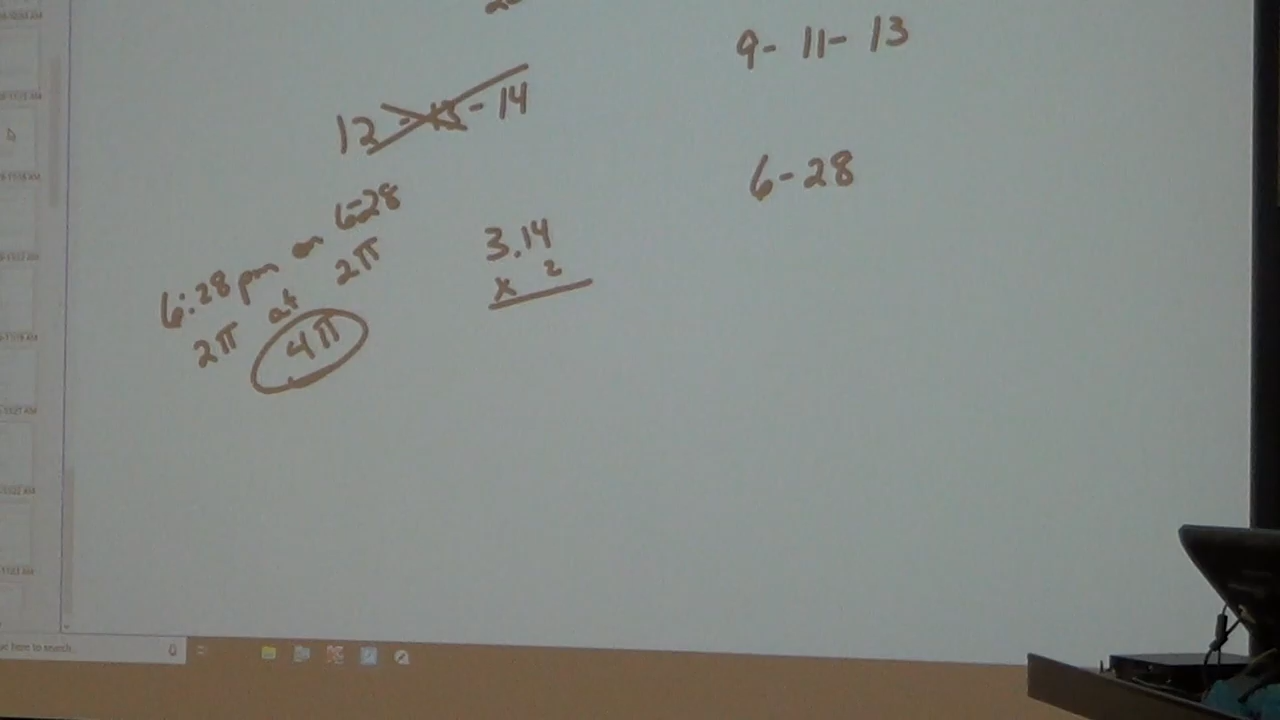 9- 11- 13
12 - 13 - 14
6-28
6:28 pm on 6-28
2π at 2π
4π
3.14
x 2